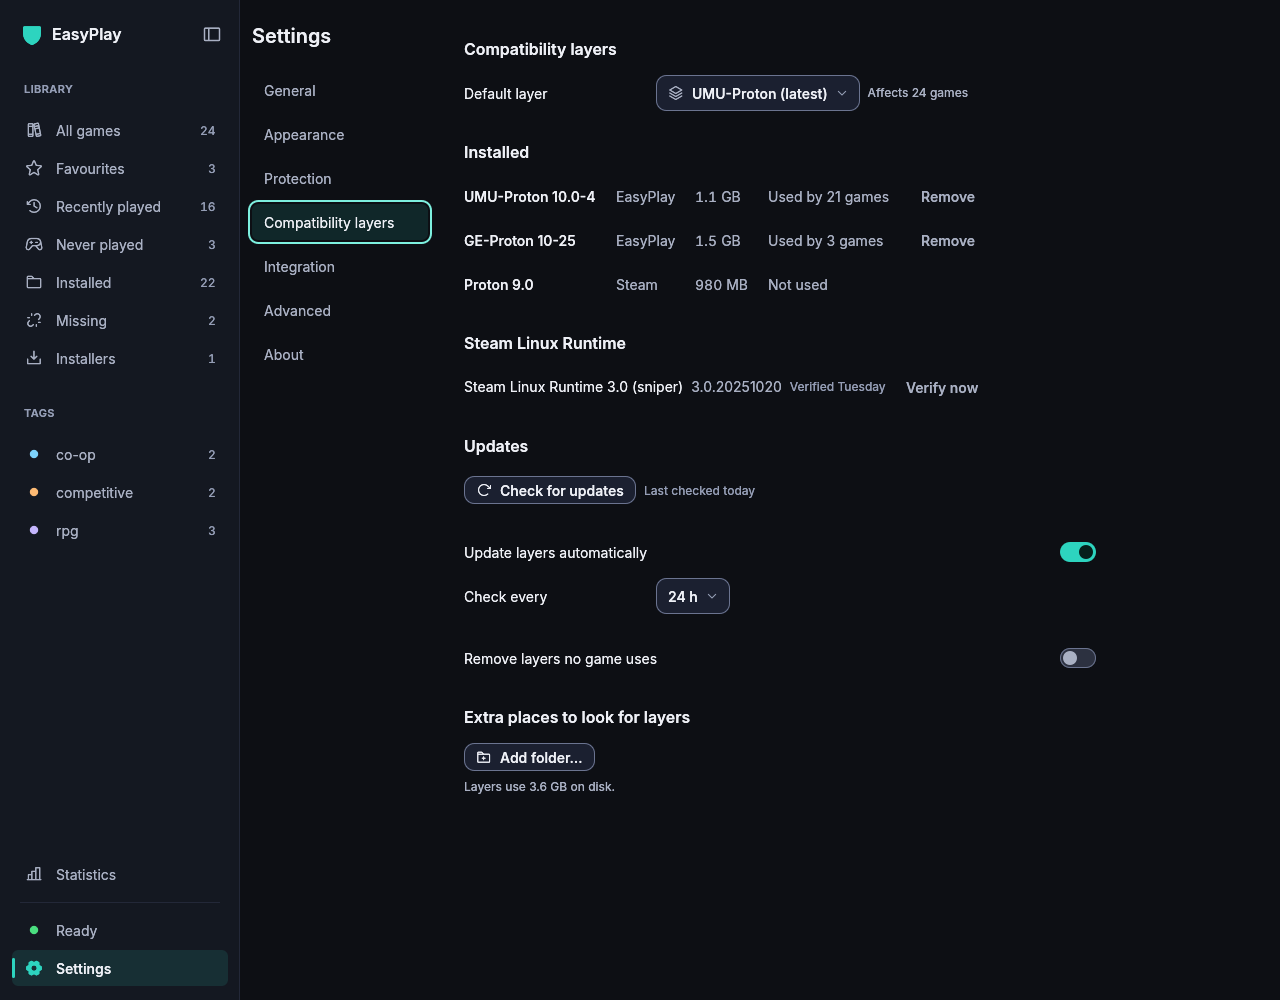 EasyPlay
LIBRARY
All games 24
Favourites 3
Recently played 16
Never played 3
Installed 22
Missing 2
Installers 1
TAGS
co-op 2
competitive 2
rpg 3
Statistics
Ready
Settings
Settings
General
Appearance
Protection
Compatibility layers
Integration
Advanced
About
Compatibility layers
Default layer UMU-Proton (latest) Affects 24 games
Installed
UMU-Proton 10.0-4 EasyPlay 1.1 GB Used by 21 games Remove
GE-Proton 10-25 EasyPlay 1.5 GB Used by 3 games Remove
Proton 9.0 Steam 980 MB Not used
Steam Linux Runtime
Steam Linux Runtime 3.0 (sniper) 3.0.20251020 Verified Tuesday Verify now
Updates
Check for updates Last checked today
Update layers automatically
Check every 24 h
Remove layers no game uses
Extra places to look for layers
Add folder...
Layers use 3.6 GB on disk.